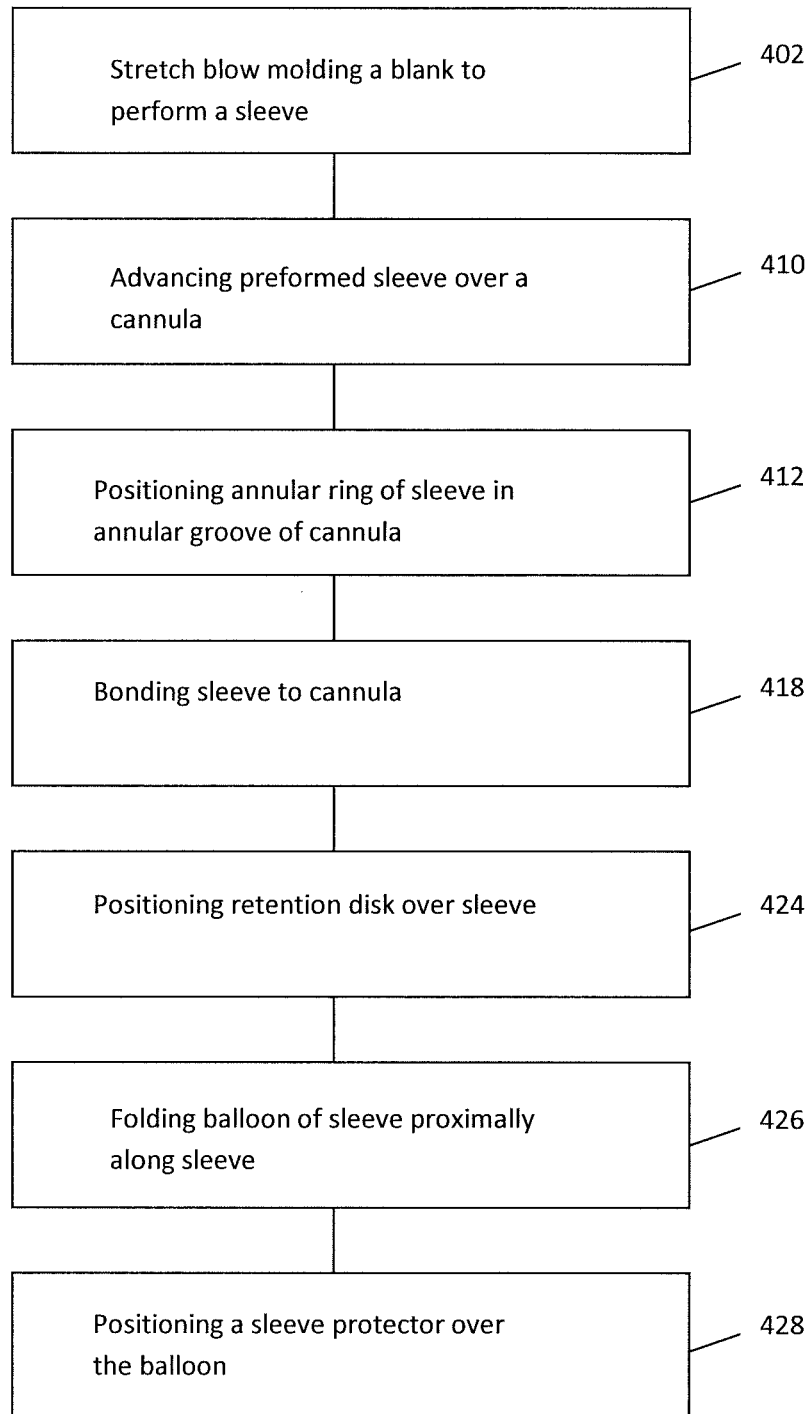 Stretch blow molding a blank to
perform a sleeve
402
Advancing preformed sleeve over a
cannula
410
Positioning annular ring of sleeve in
annular groove of cannula
412
Bonding sleeve to cannula
418
Positioning retention disk over sleeve
424
Folding balloon of sleeve proximally
along sleeve
426
Positioning a sleeve protector over
the balloon
428